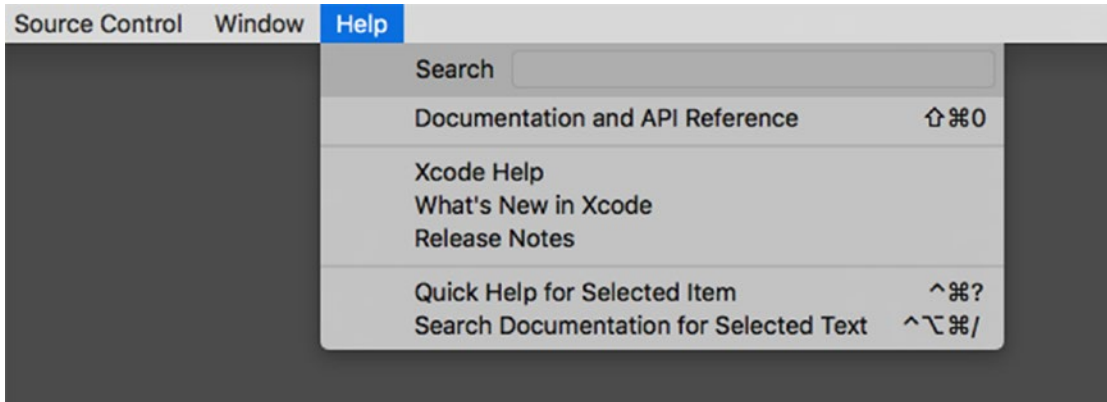 Source Control Window Help
Search
Documentation and API Reference ⇧⌘0
Xcode Help
What's New in Xcode
Release Notes
Quick Help for Selected Item ^⌘?
Search Documentation for Selected Text ^⌥⌘/